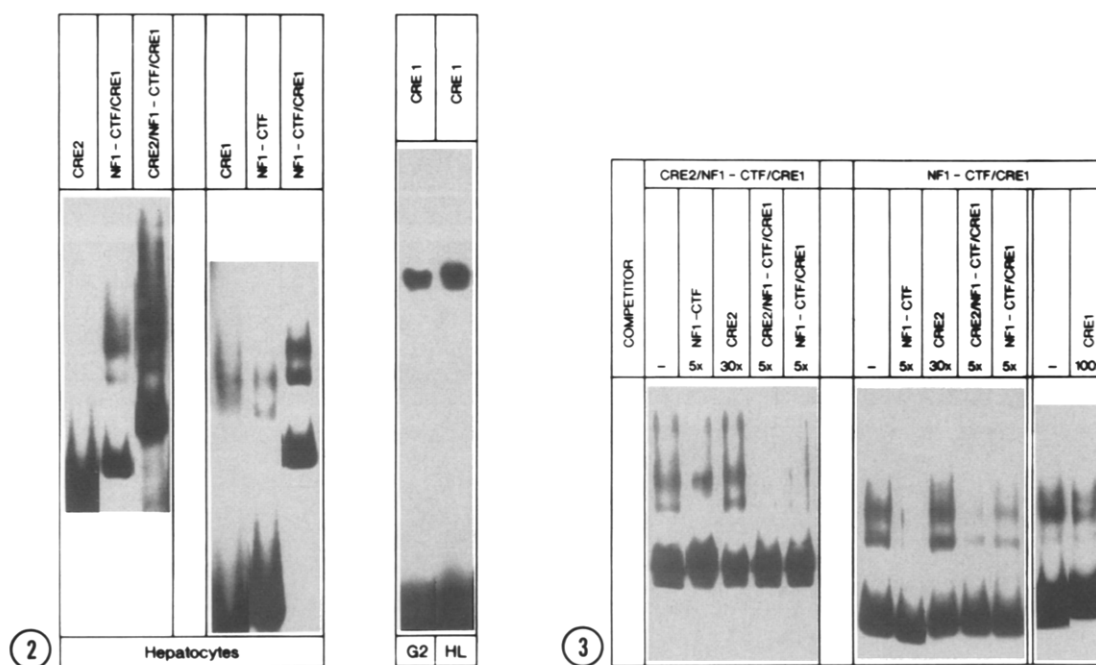 CRE2
NF1 - CTF/CRE1
CRE2/NF1 - CTF/CRE1
CRE1
NF1 - CTF
NF1 - CTF/CRE1
Hepatocytes
2
CRE 1
CRE 1
G2
HL
COMPETITOR
CRE2/NF1 - CTF/CRE1
–
NF1 -CTF
5x
CRE2
30x
CRE2/NF1 - CTF/CRE1
5x
NF1 - CTF/CRE1
5x
NF1 - CTF/CRE1
–
NF1 - CTF
5x
CRE2
30x
CRE2/NF1 - CTF/CRE1
5x
NF1 - CTF/CRE1
5x
–
CRE1
100
3